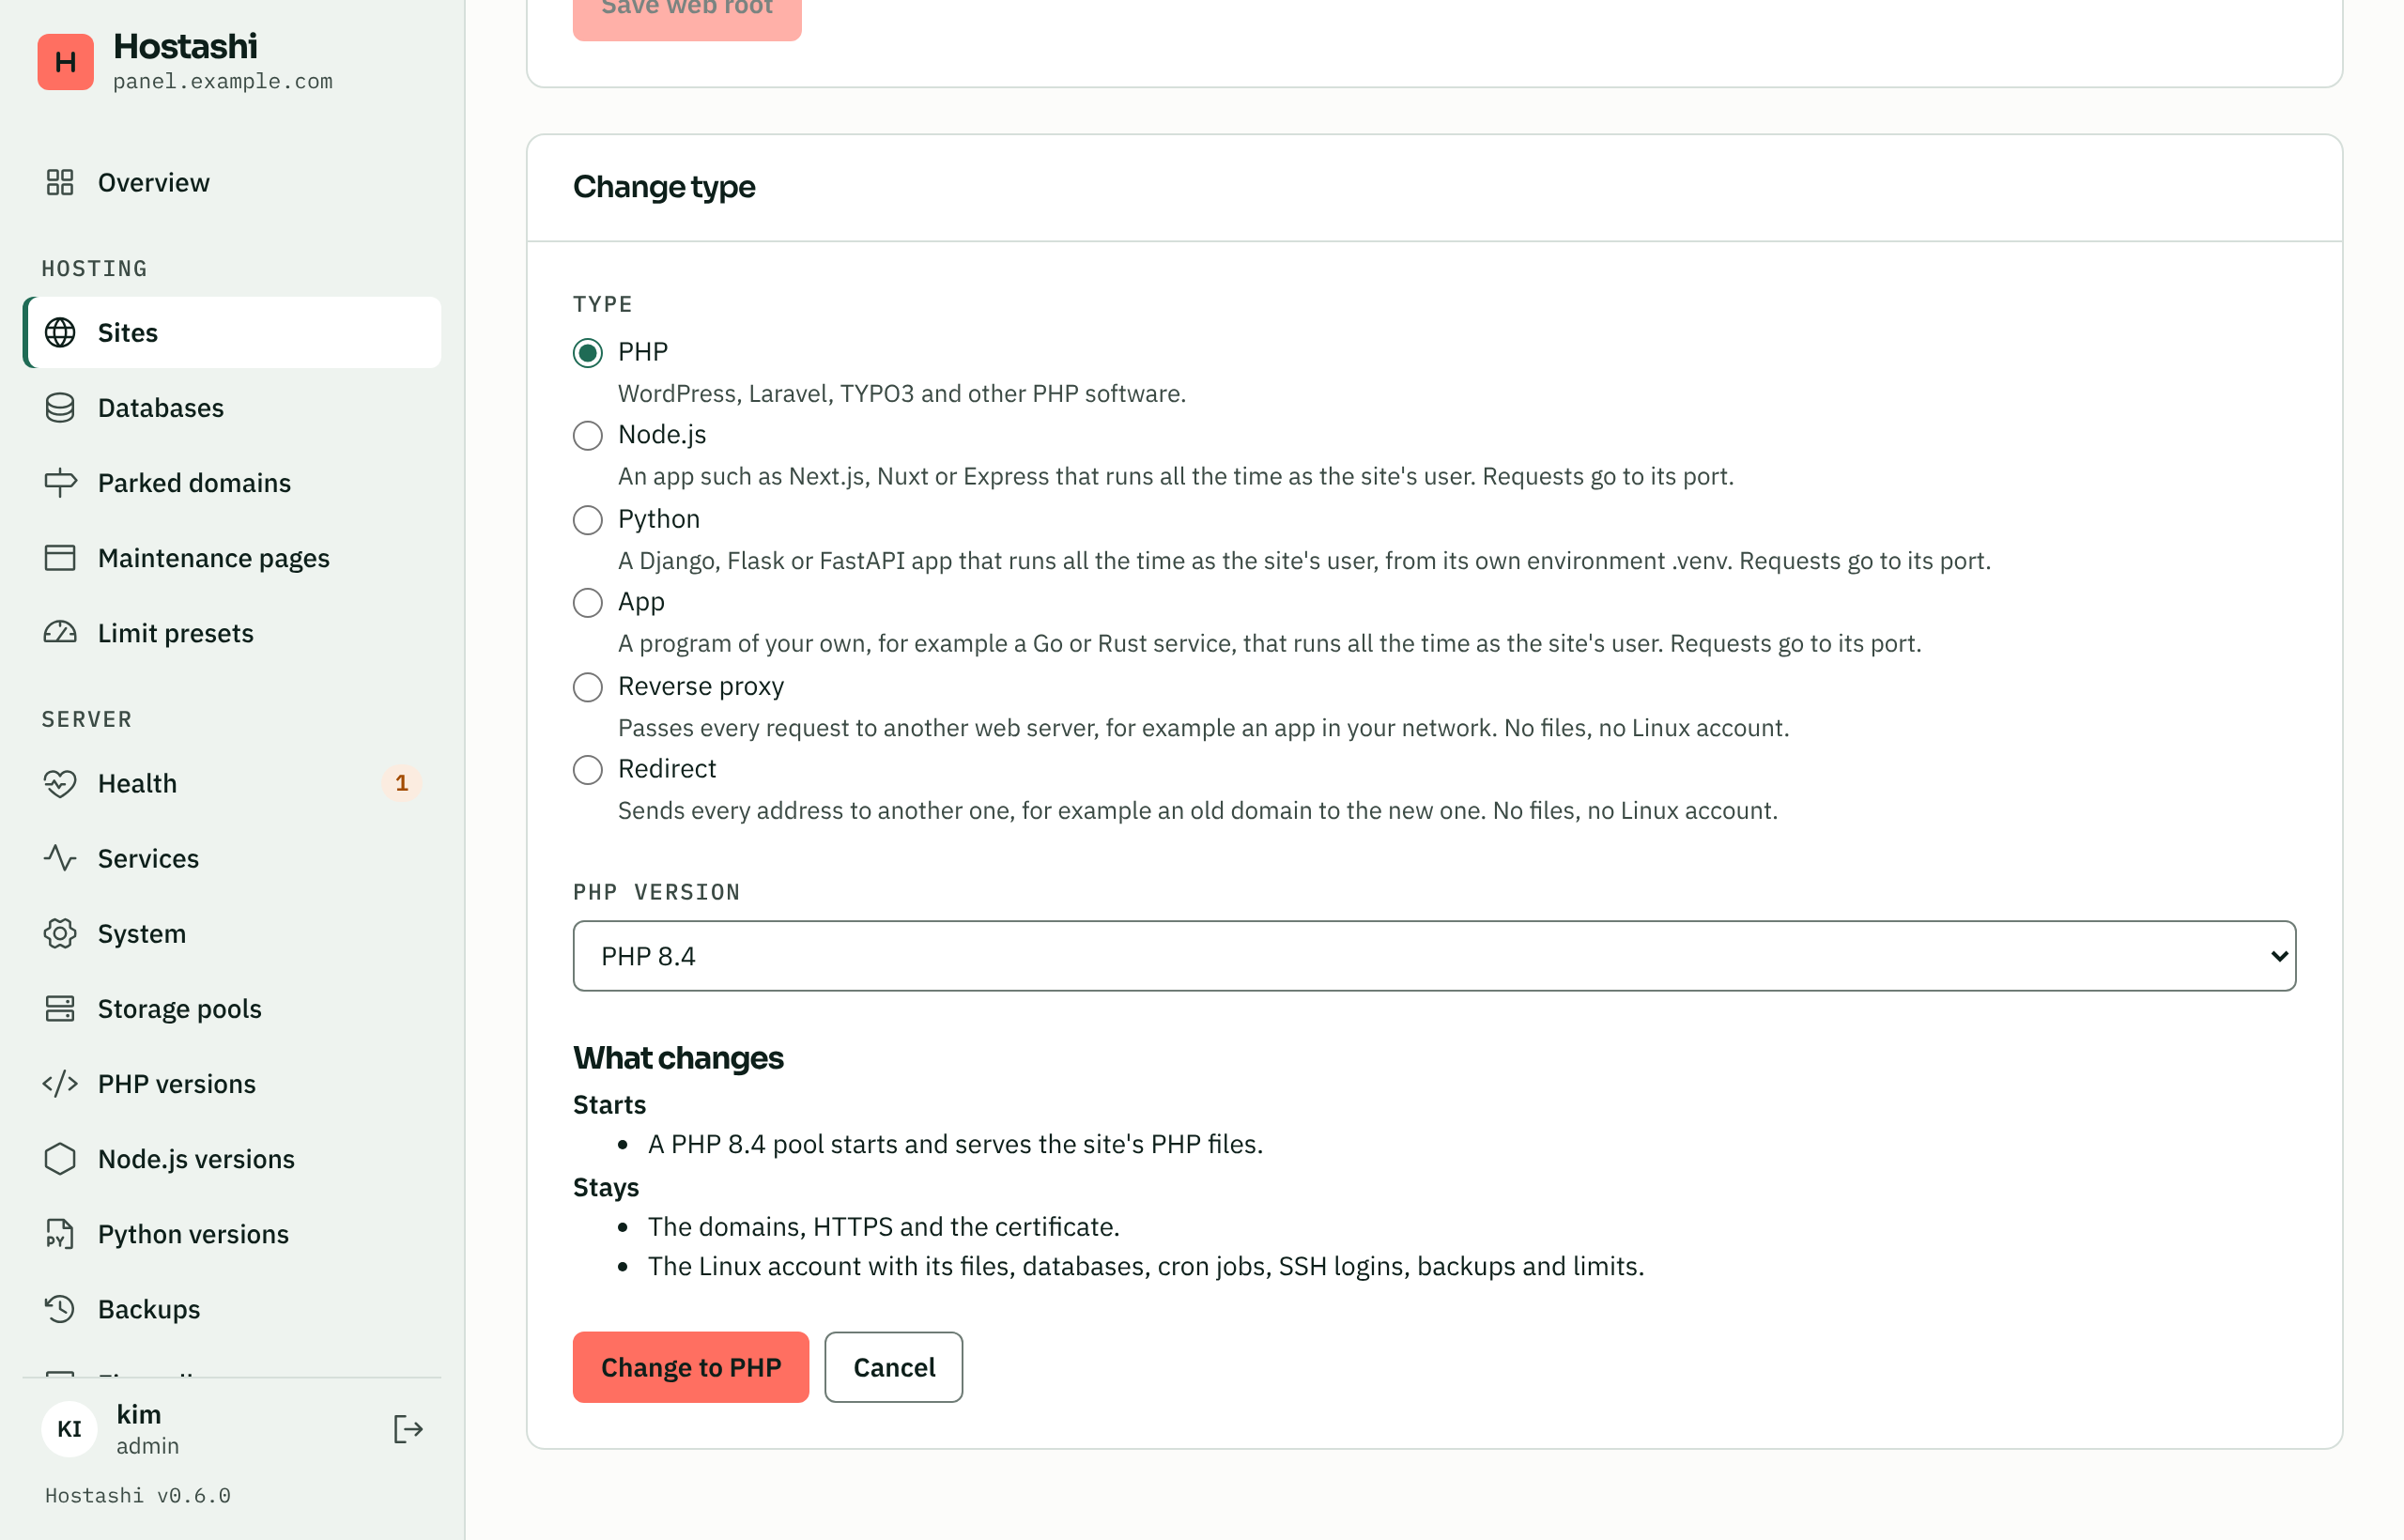 H
Hostashi
panel.example.com
Overview
HOSTING
Sites
Databases
Parked domains
Maintenance pages
Limit presets
SERVER
Health
1
Services
System
Storage pools
PHP versions
Node.js versions
PY
Python versions
Backups
KI
kim
admin
Hostashi v0.6.0
Save web root
Change type
TYPE
PHP
WordPress, Laravel, TYPO3 and other PHP software.
Node.js
An app such as Next.js, Nuxt or Express that runs all the time as the site's user. Requests go to its port.
Python
A Django, Flask or FastAPI app that runs all the time as the site's user, from its own environment .venv. Requests go to its port.
App
A program of your own, for example a Go or Rust service, that runs all the time as the site's user. Requests go to its port.
Reverse proxy
Passes every request to another web server, for example an app in your network. No files, no Linux account.
Redirect
Sends every address to another one, for example an old domain to the new one. No files, no Linux account.
PHP VERSION
PHP 8.4
What changes
Starts
• A PHP 8.4 pool starts and serves the site's PHP files.
Stays
• The domains, HTTPS and the certificate.
• The Linux account with its files, databases, cron jobs, SSH logins, backups and limits.
Change to PHP
Cancel